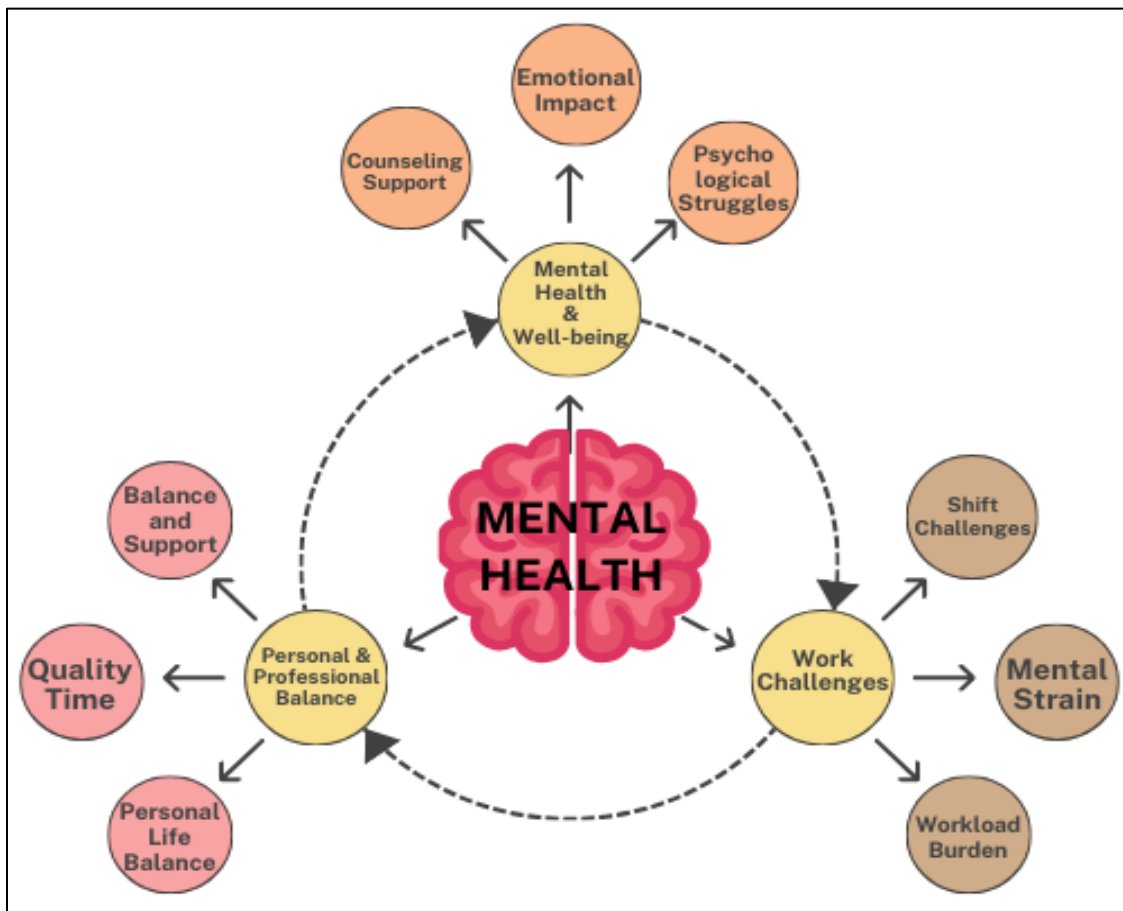 Emotional
Impact
Counseling
Support
Psycho
logical
Struggles
Mental
Health
&
Well-being
MENTAL
HEALTH
Balance
and
Support
Shift
Challenges
Quality
Time
Personal &
Professional
Balance
Work
Challenges
Mental
Strain
Personal
Life
Balance
Workload
Burden